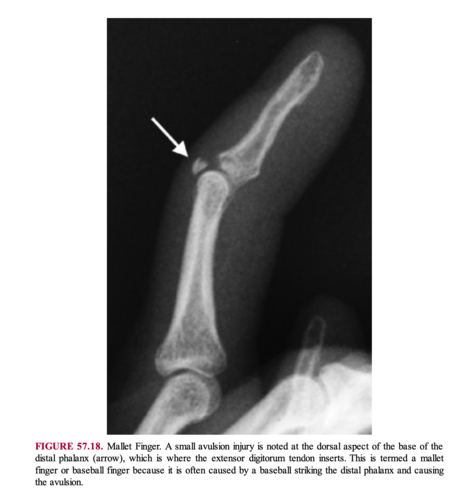 FIGURE 57.18. Mallet Finger. A small avulsion injury is noted at the dorsal aspect of the base of the
distal phalanx (arrow), which is where the extensor digitorum tendon inserts. This is termed a mallet
finger or baseball finger because it is often caused by a baseball striking the distal phalanx and causing
the avulsion.